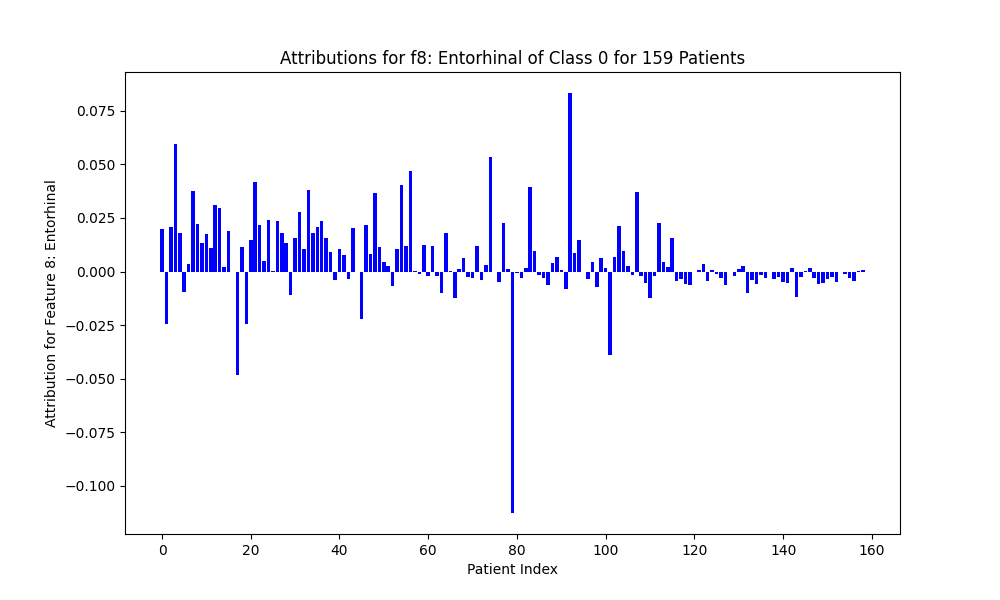 Attributions for f8: Entorhinal of Class 0 for 159 Patients
Attribution for Feature 8: Entorhinal
0.075
0.050
0.025
0.000
−0.025
−0.050
−0.075
−0.100
0 20 40 60 80 100 120 140 160
Patient Index